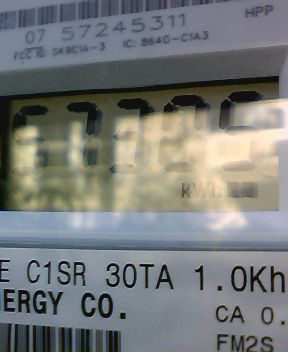 HPP
07 57245311
FCC ID: SK9C1A-3 IC: 864G-C1A3
kWh
E C1SR 30TA 1.0Kh
ERGY CO.
CA 0.
FM2S